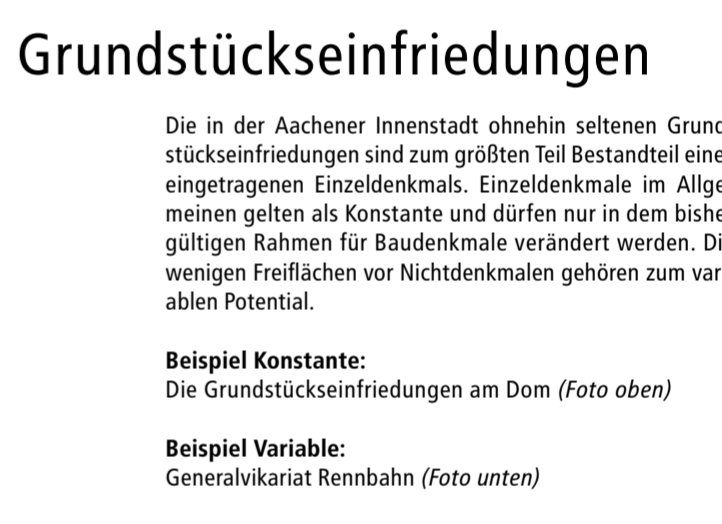 Grundstückseinfriedungen
Die in der Aachener Innenstadt ohnehin seltenen Grund
stückseinfriedungen sind zum größten Teil Bestandteil eine
eingetragenen Einzeldenkmals. Einzeldenkmale im Allge
meinen gelten als Konstante und dürfen nur in dem bishe
gültigen Rahmen für Baudenkmale verändert werden. Di
wenigen Freiflächen vor Nichtdenkmalen gehören zum vari
ablen Potential.
Beispiel Konstante:
Die Grundstückseinfriedungen am Dom (Foto oben)
Beispiel Variable:
Generalvikariat Rennbahn (Foto unten)